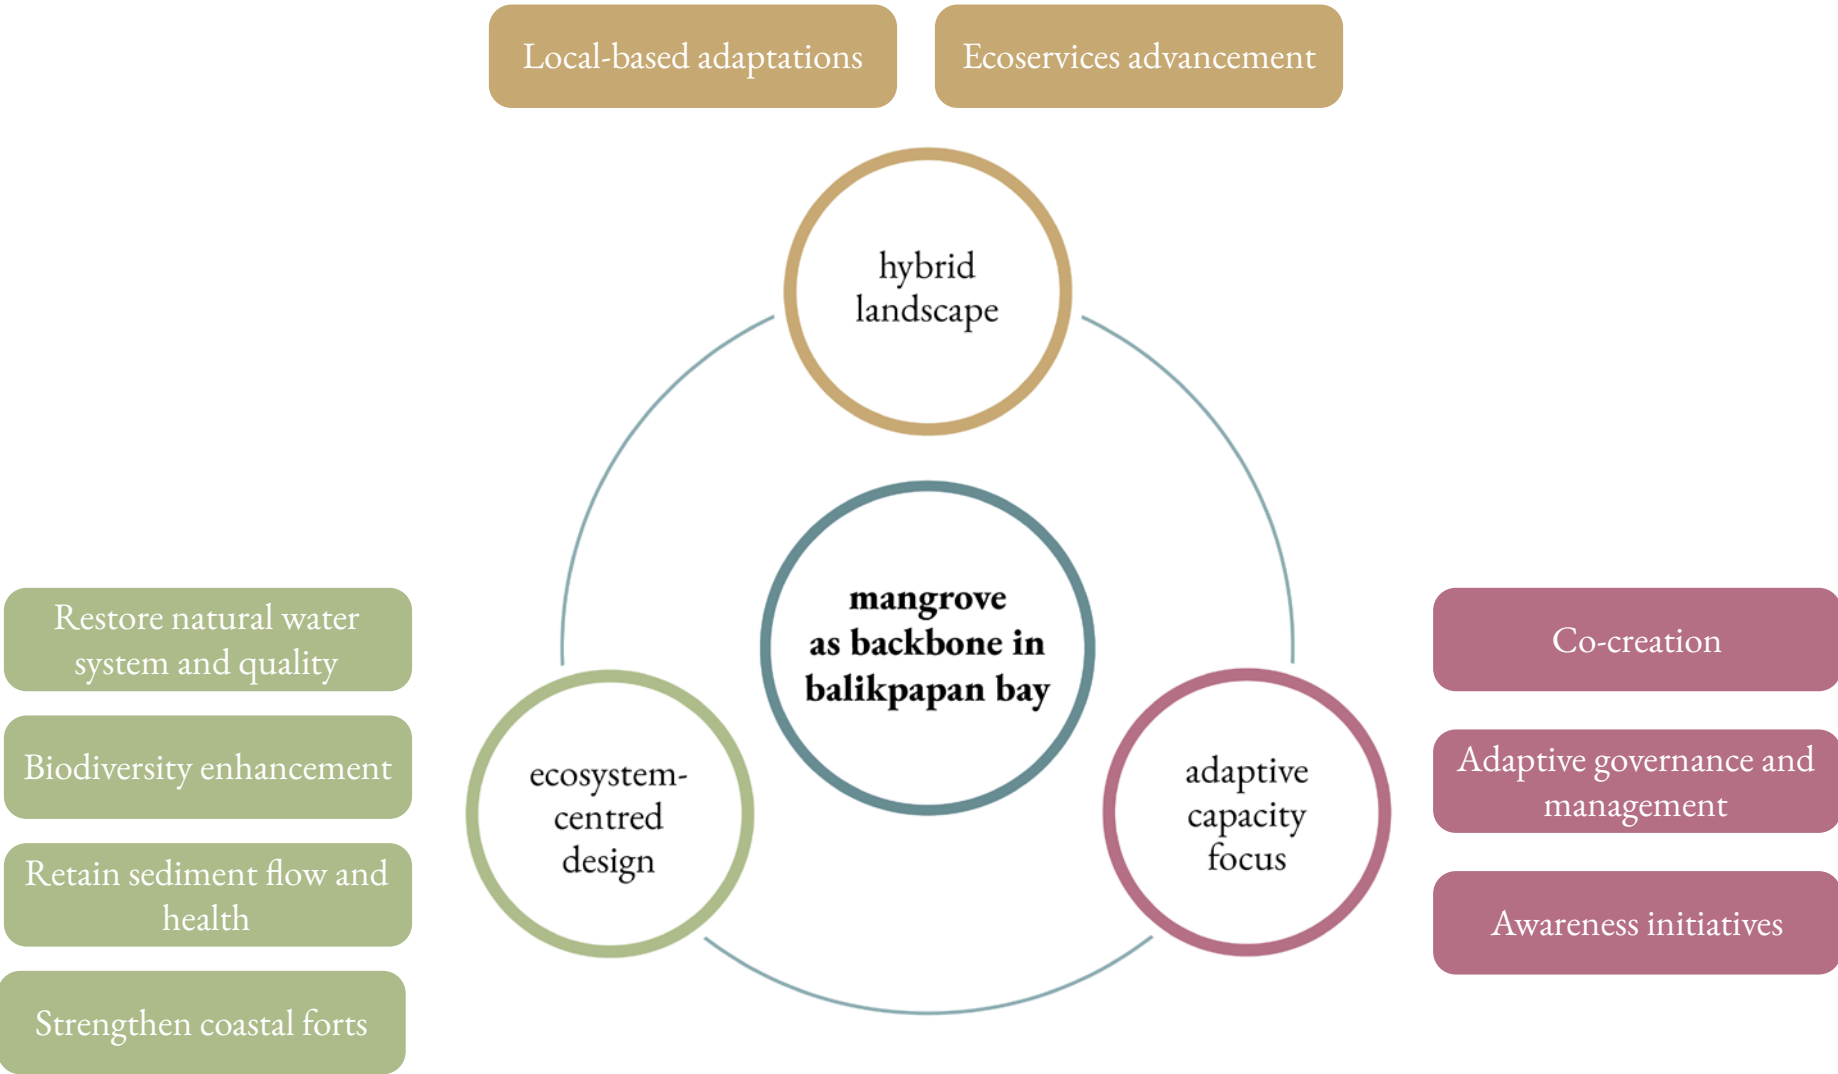 Local-based adaptations
Ecoservices advancement
hybrid
landscape
mangrove
as backbone in
balikpapan bay
ecosystem-
centred
design
adaptive
capacity
focus
Restore natural water
system and quality
Biodiversity enhancement
Retain sediment flow and
health
Strengthen coastal forts
Co-creation
Adaptive governance and
management
Awareness initiatives